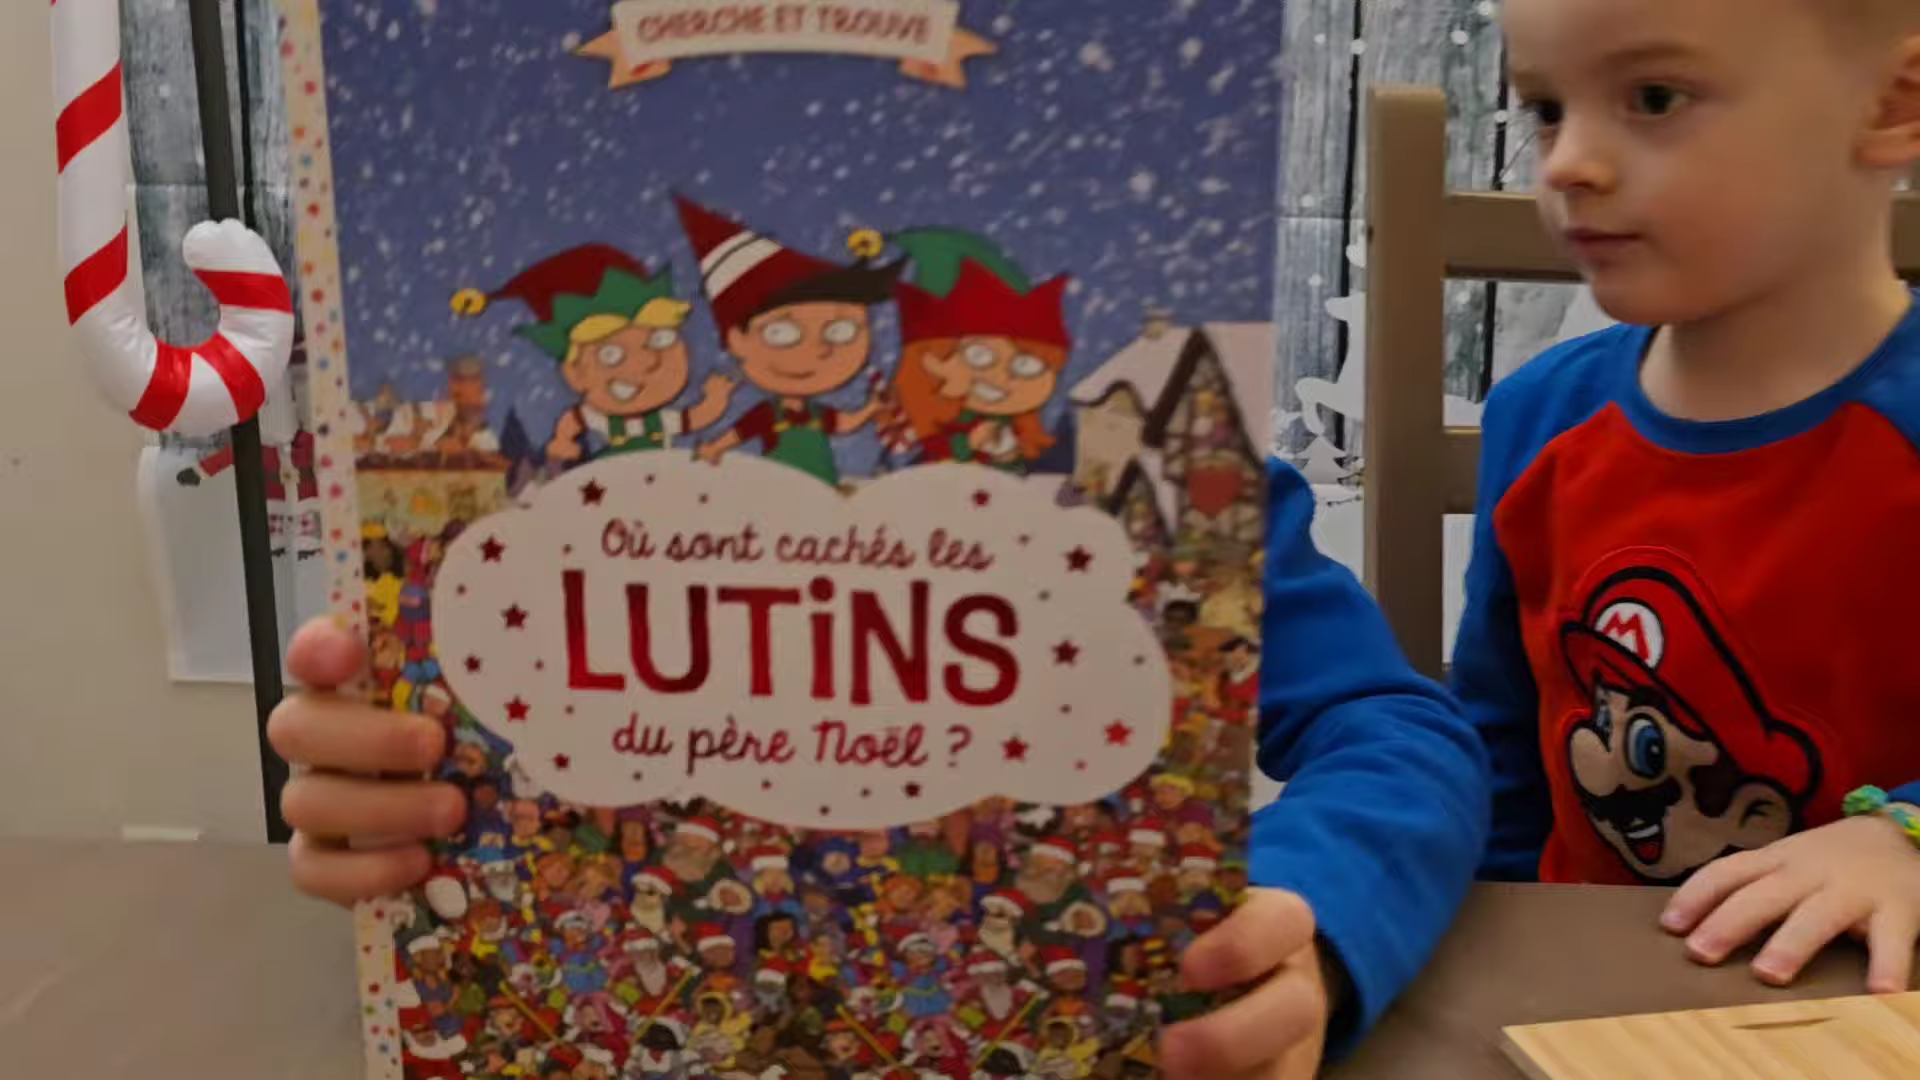 CHERCHE ET TROUVE
Où sont cachés les
LUTiNS
du père Noël ?
M